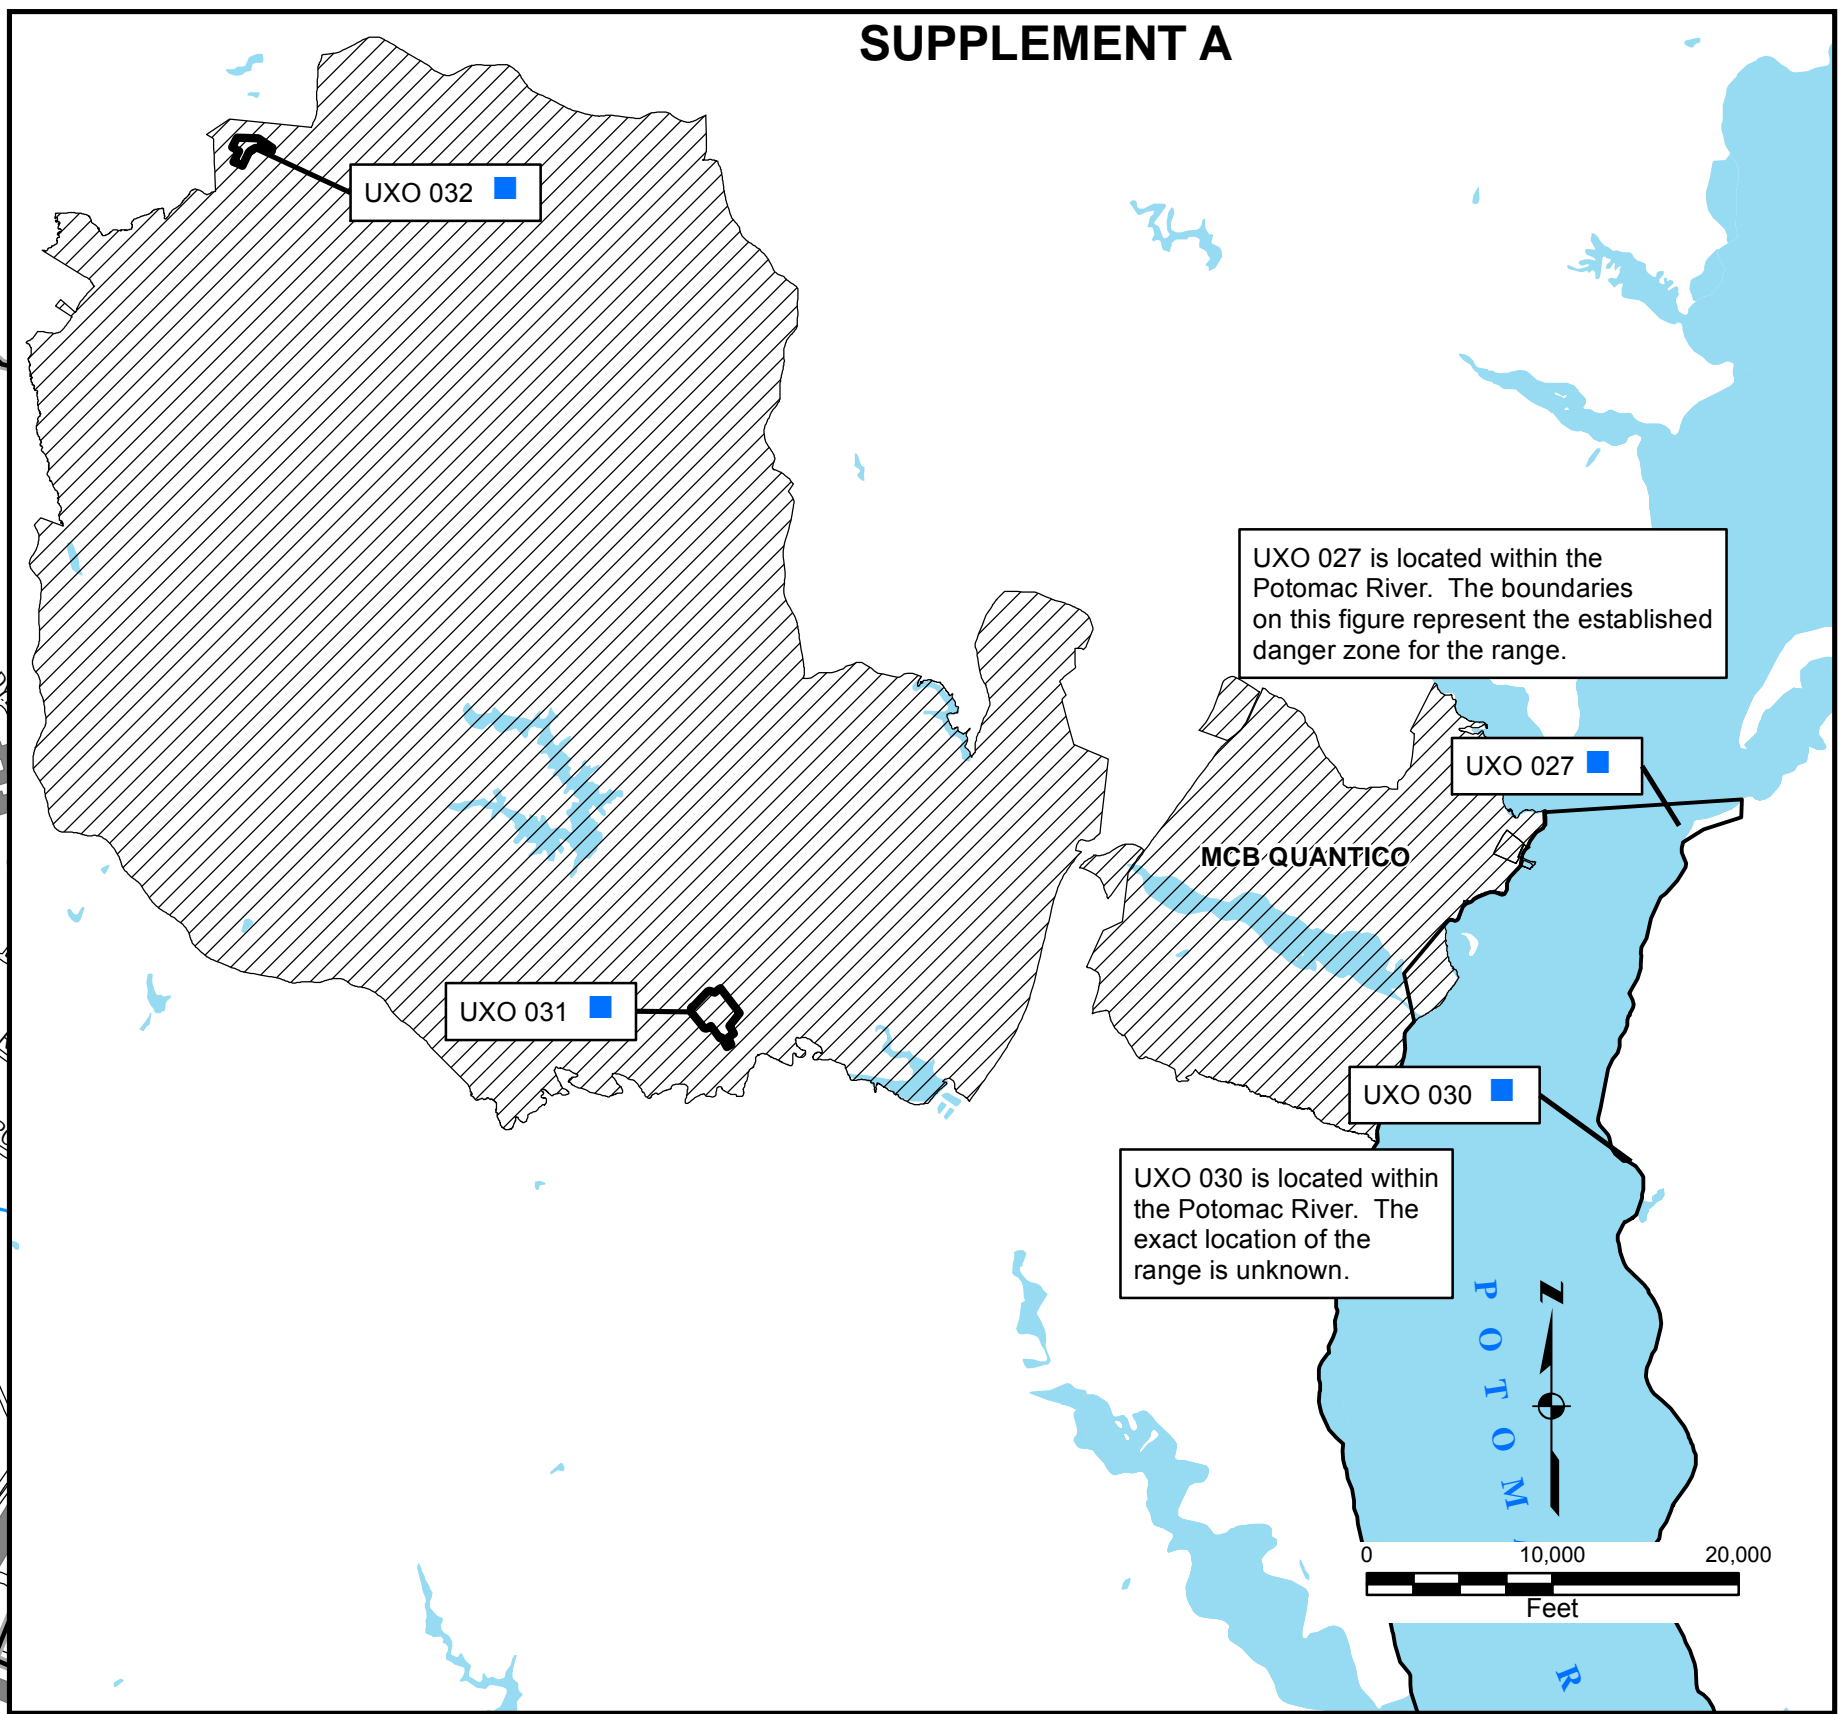 SUPPLEMENT A
UXO 032
UXO 027 is located within the
Potomac River. The boundaries
on this figure represent the established
danger zone for the range.
UXO 027
MCB QUANTICO
UXO 031
UXO 030
UXO 030 is located within
the Potomac River. The
exact location of the
range is unknown.
P O T O M
N
0 10,000 20,000
Feet
R